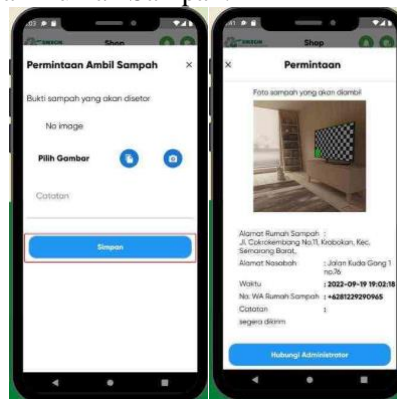 Shop
Permintaan Ambil Sampah ×
Bukti sampah yang akan disetor
No image
Pilih Gambar
Catatan
Simpan
Shop
× Permintaan
Foto sampah yang akan diambil
Alamat Rumah Sampah :
Jl. Cokrokembang No.11, Krobokan, Kec.
Semarang Barat,
Alamat Nasabah : Jalan Kuda Gang 1
no.76
Waktu : 2022-09-19 19:02:18
No. WA Rumah Sampah : +6281229290965
Catatan :
segera dikirim
Hubungi Administrator